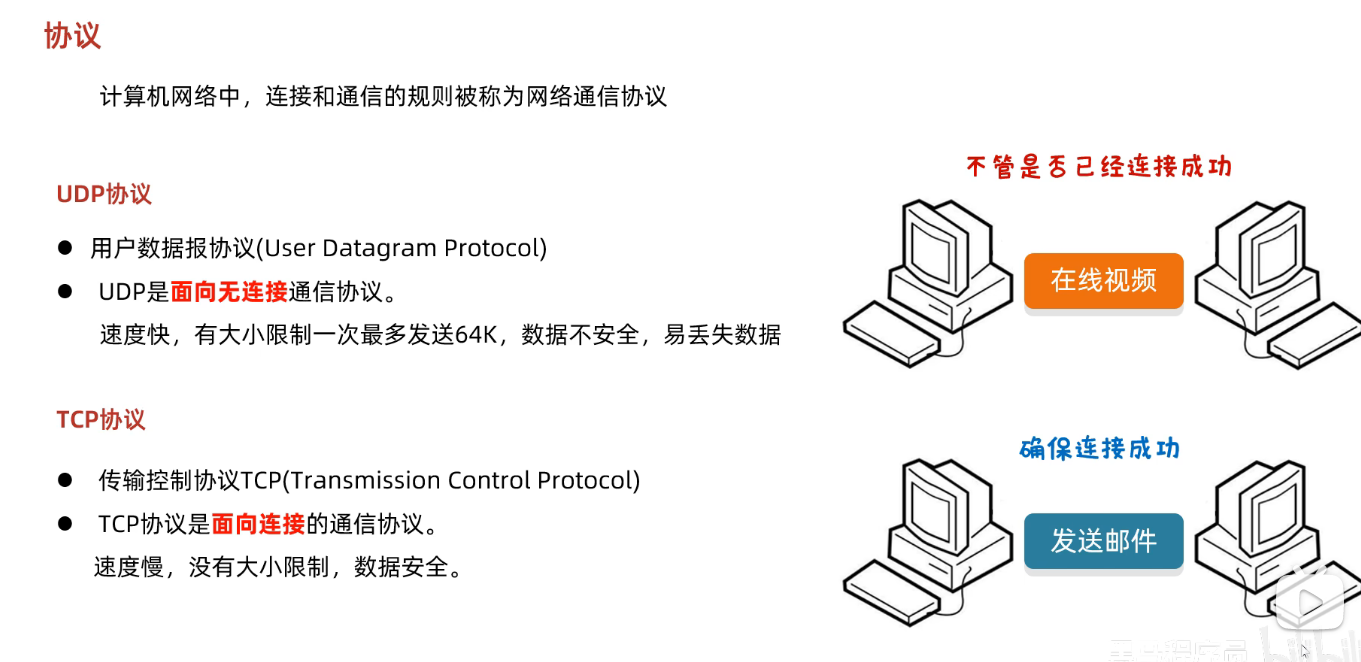 协议
计算机网络中，连接和通信的规则被称为网络通信协议
UDP协议
● 用户数据报协议(User Datagram Protocol)
● UDP是面向无连接通信协议。
速度快，有大小限制一次最多发送64K，数据不安全，易丢失数据
不管是否已经连接成功
在线视频
TCP协议
● 传输控制协议TCP(Transmission Control Protocol)
● TCP协议是面向连接的通信协议。
速度慢，没有大小限制，数据安全。
确保连接成功
发送邮件